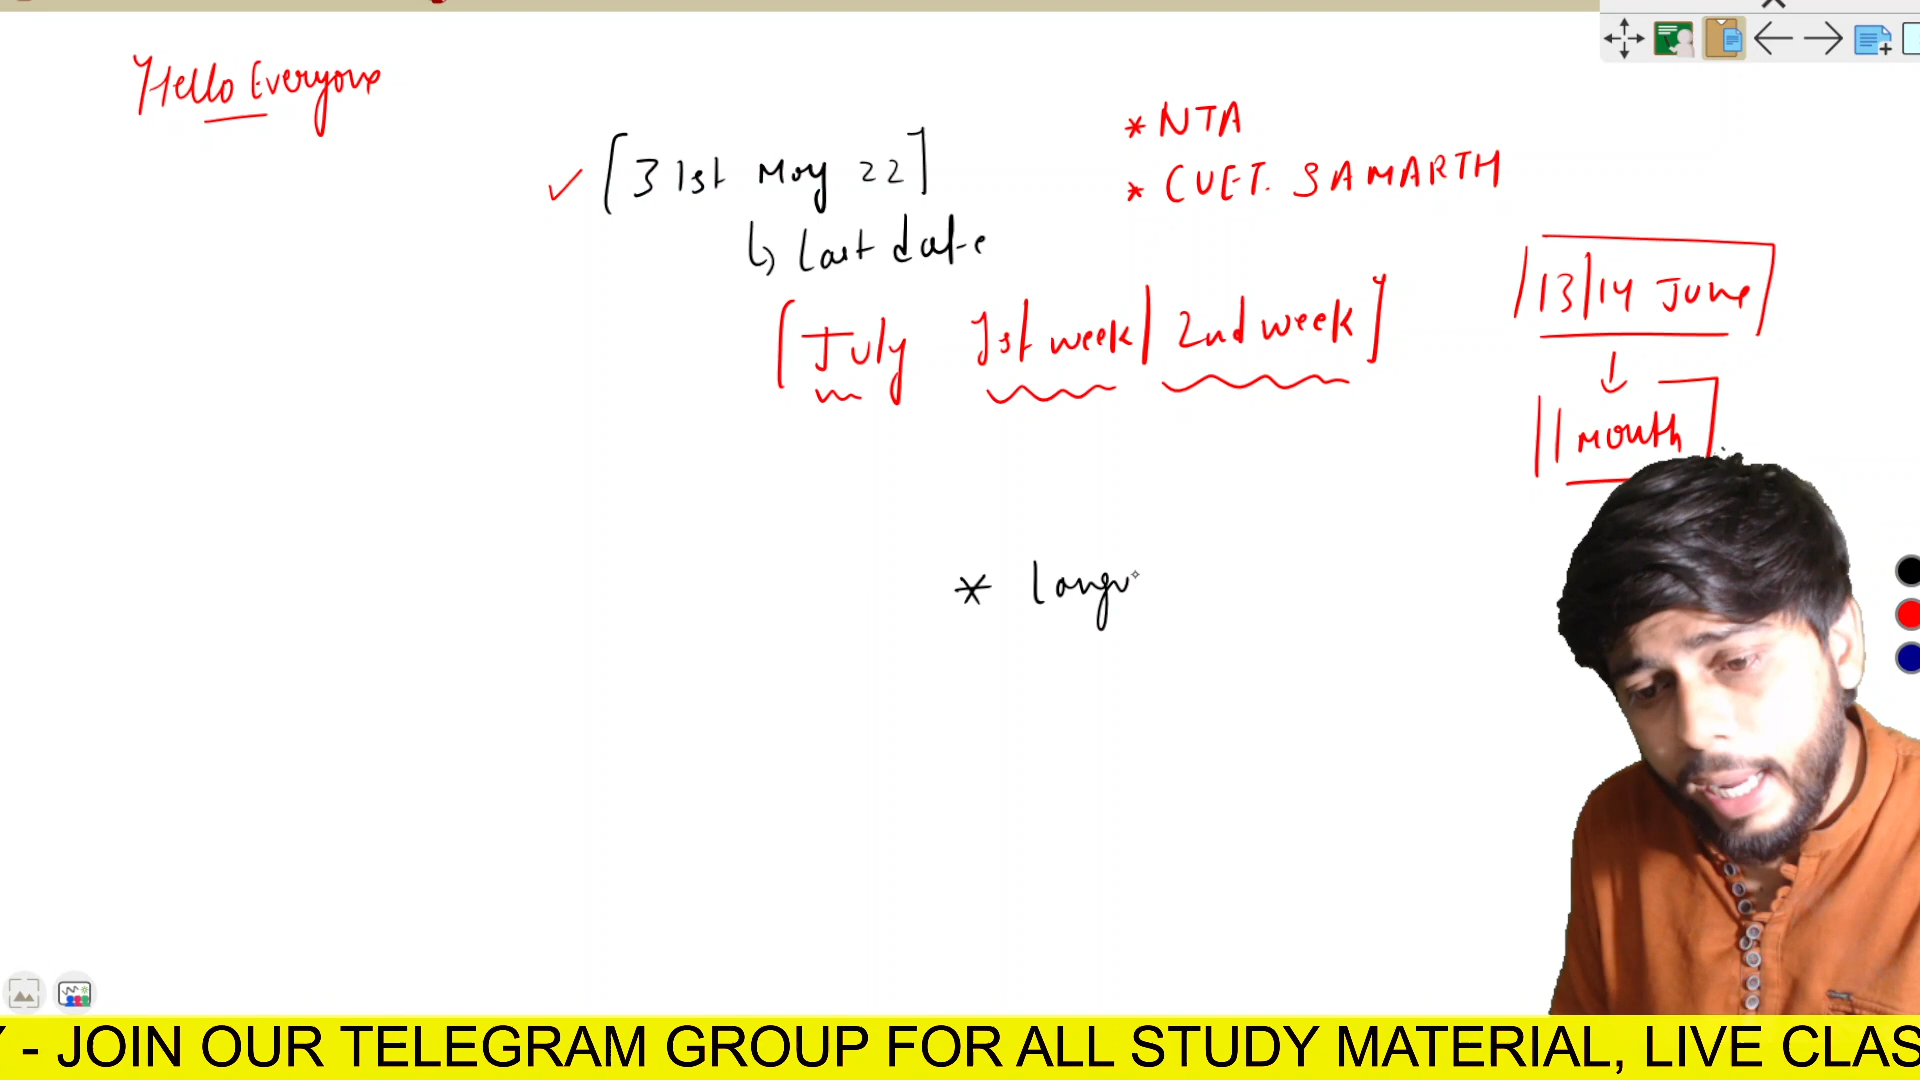 Hello Everyone
* NTA
[31st May 22]
* CUET. SAMARTH
↳ Last date
|13|14 June|
[July 1st week| 2nd week]
↓
1 month
* Langu
Y - JOIN OUR TELEGRAM GROUP FOR ALL STUDY MATERIAL, LIVE CLAS